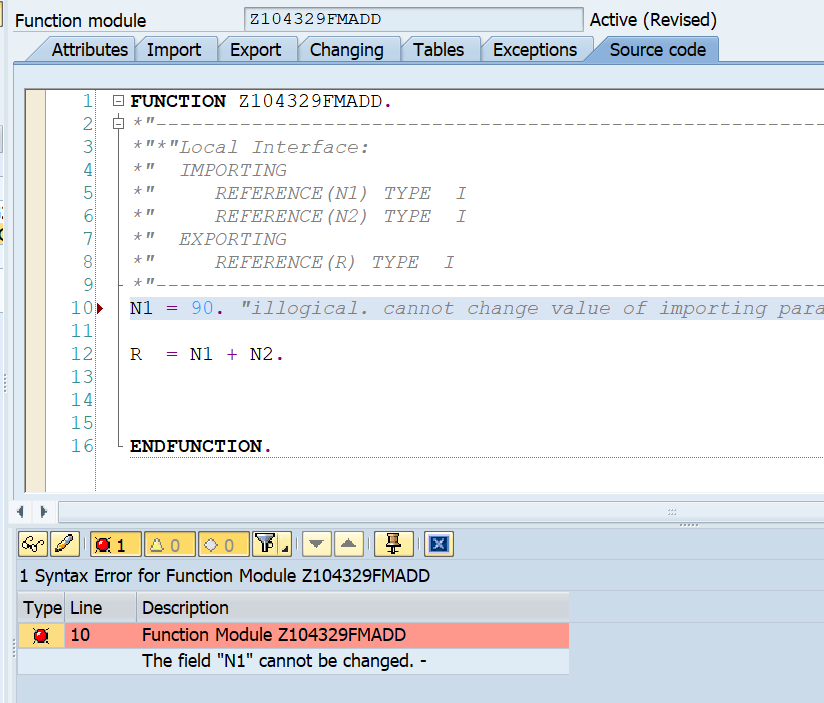 Function module Z104329FMADD Active (Revised)
Attributes Import Export Changing Tables Exceptions Source code
1 FUNCTION Z104329FMADD.
2 *"----------------------------------------------------------
3 *"*"Local Interface:
4 *" IMPORTING
5 *" REFERENCE(N1) TYPE I
6 *" REFERENCE(N2) TYPE I
7 *" EXPORTING
8 *" REFERENCE(R) TYPE I
9 *"----------------------------------------------------------
10 N1 = 90. "illogical. cannot change value of importing para
11
12 R = N1 + N2.
13
14
15
16 ENDFUNCTION.
1 0 0
1 Syntax Error for Function Module Z104329FMADD
Type Line Description
10 Function Module Z104329FMADD
The field "N1" cannot be changed. -